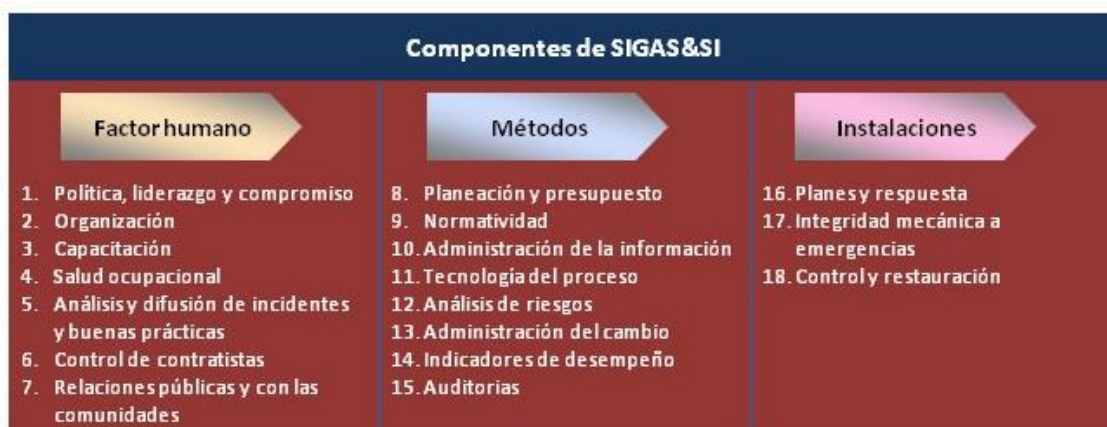 Componentes de SIGAS&SI
Factor humano
1. Política, liderazgo y compromiso
2. Organización
3. Capacitación
4. Salud ocupacional
5. Análisis y difusión de incidentes
y buenas prácticas
6. Control de contratistas
7. Relaciones públicas y con las
comunidades
Métodos
8. Planeación y presupuesto
9. Normatividad
10. Administración de la información
11. Tecnología del proceso
12. Análisis de riesgos
13. Administración del cambio
14. Indicadores de desempeño
15. Auditorias
Instalaciones
16. Planes y respuesta
17. Integridad mecánica a
emergencias
18. Control y restauración